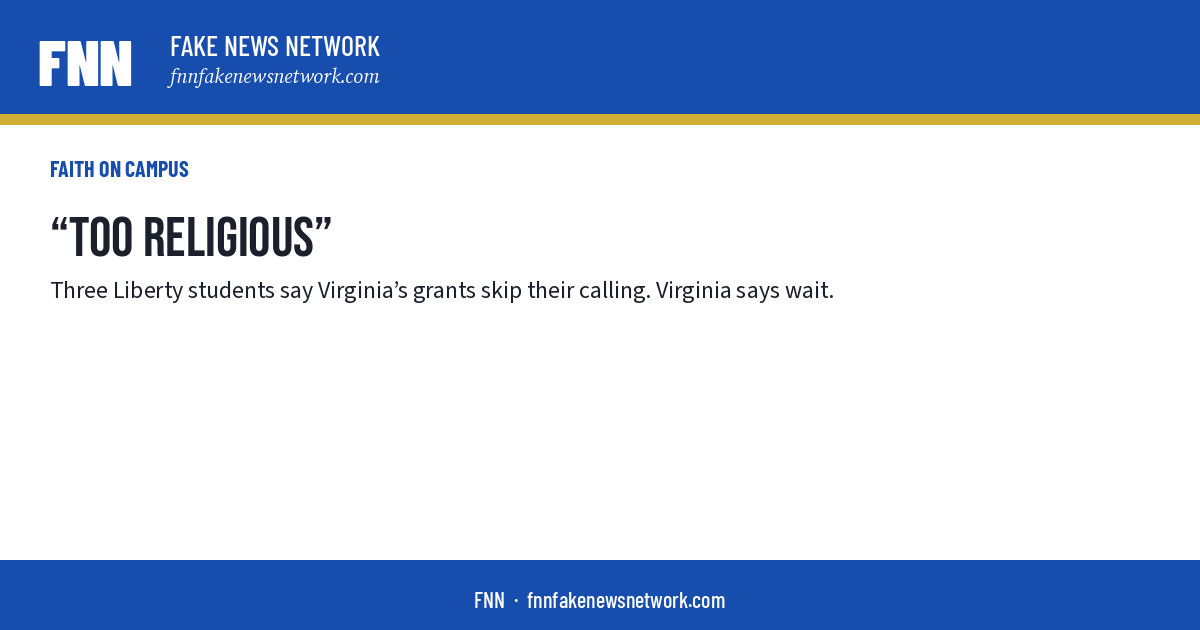 FNN
FAKE NEWS NETWORK
fnnfakenewsnetwork.com
FAITH ON CAMPUS
“TOO RELIGIOUS”
Three Liberty students say Virginia’s grants skip their calling. Virginia says wait.
FNN · fnnfakenewsnetwork.com